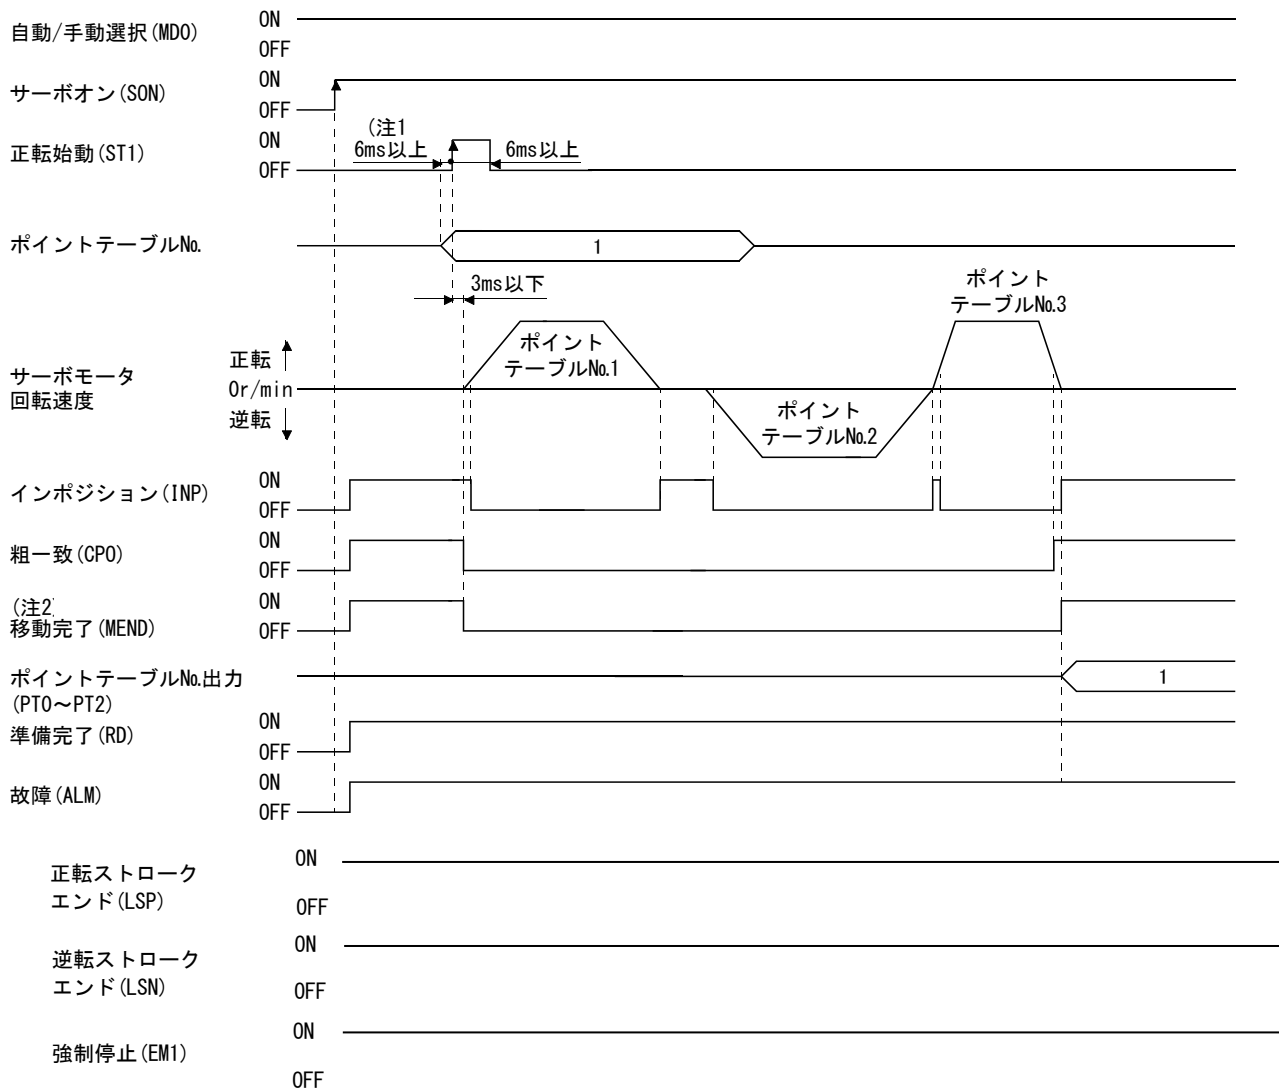 自動/手動選択(MDO)
ON
OFF
サーボオン(SON)
ON
OFF
正転始動(ST1)
ON
OFF
(注1
6ms以上
6ms以上
ポイントテーブル№.
1
3ms以下
サーボモータ
回転速度
正転
0r/min
逆転
ポイント
テーブル№1
ポイント
テーブル№2
ポイント
テーブル№3
インポジション(INP)
ON
OFF
粗一致(CPO)
ON
OFF
(注2)
移動完了(MEND)
ON
OFF
ポイントテーブル№出力
(PT0～PT2)
1
準備完了(RD)
ON
OFF
故障(ALM)
ON
OFF
正転ストローク
エンド(LSP)
ON
OFF
逆転ストローク
エンド(LSN)
ON
OFF
強制停止(EM1)
ON
OFF